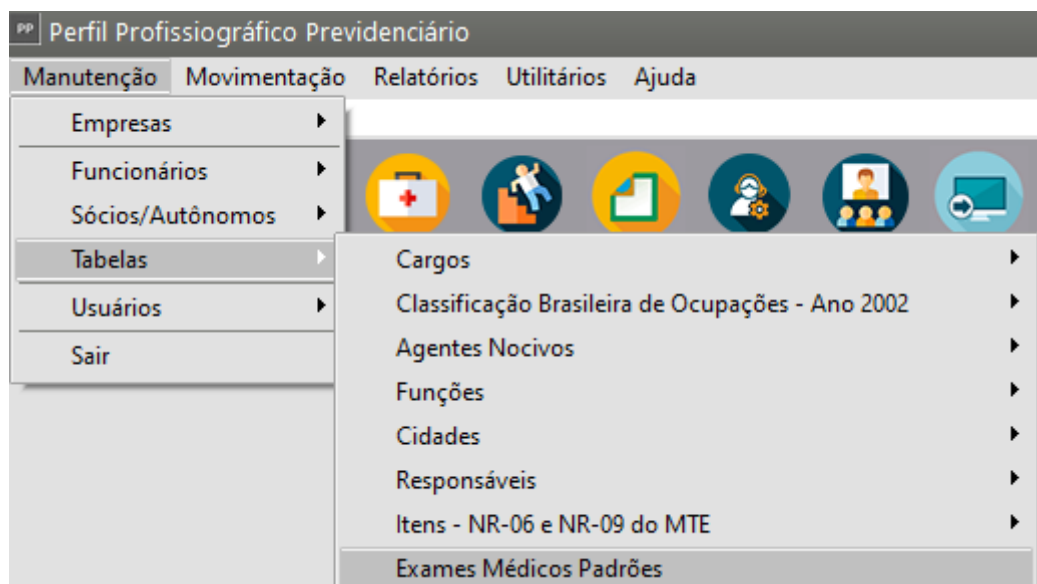 PP Perfil Profissiográfico Previdenciário
Manutenção Movimentação Relatórios Utilitários Ajuda
Empresas
Funcionários
Sócios/Autônomos
Tabelas
Usuários
Sair
Cargos
Classificação Brasileira de Ocupações - Ano 2002
Agentes Nocivos
Funções
Cidades
Responsáveis
Itens - NR-06 e NR-09 do MTE
Exames Médicos Padrões